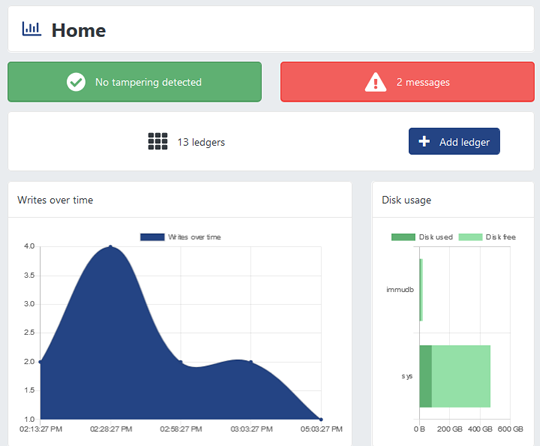 Home
No tampering detected
2 messages
13 ledgers
Add ledger
Writes over time
Disk usage
Writes over time
Disk used
Disk free
4.0
3.5
3.0
2.5
2.0
1.5
1.0
02:13:27 PM
02:28:27 PM
02:58:27 PM
03:03:27 PM
05:03:27 PM
immudb
sys
0 B
200 GB
400 GB
600 GB